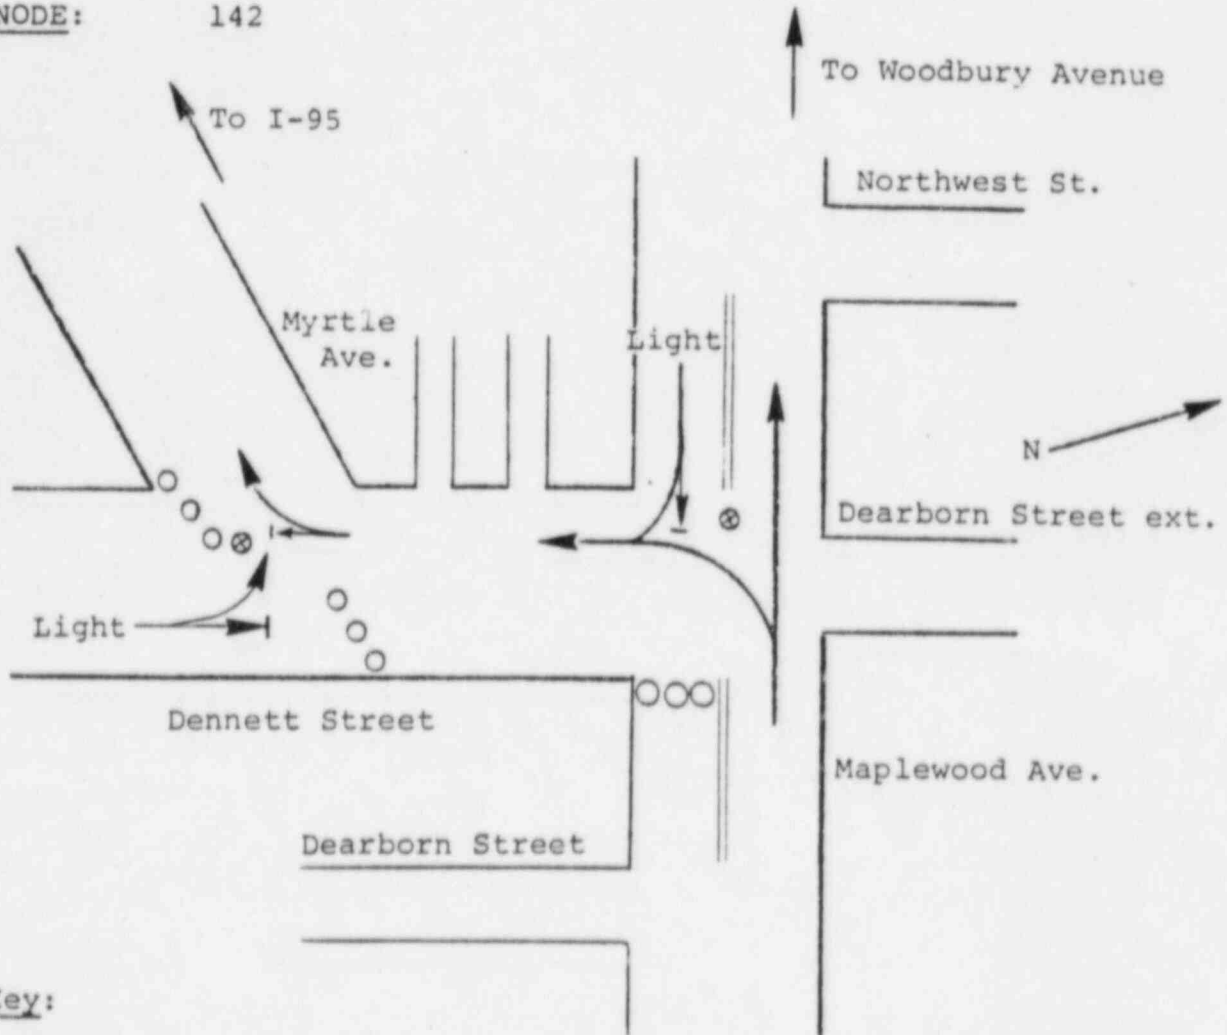 NODE: 142
To Woodbury Avenue
To I-95
Northwest St.
Myrtle
Ave.
Light
N
Dearborn Street ext.
Light
Dennett Street
Maplewood Ave.
Dearborn Street
Key: